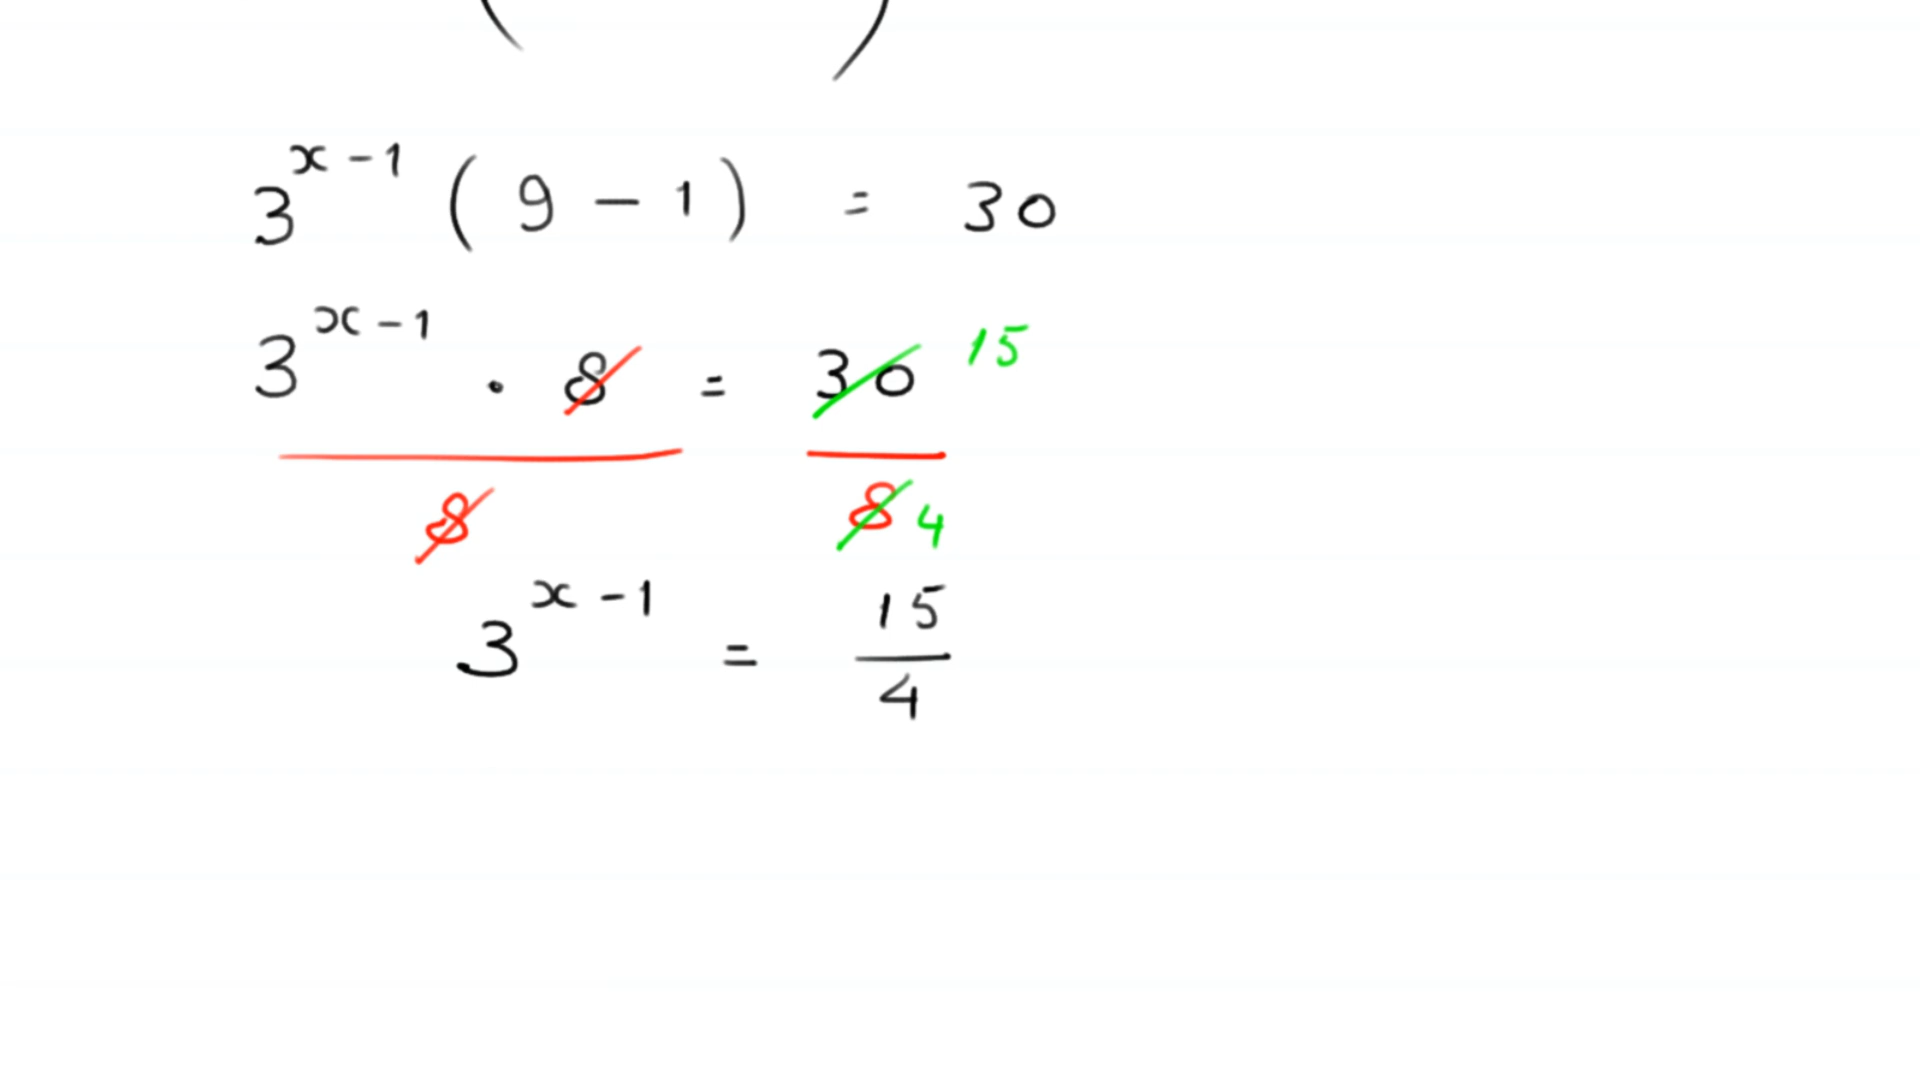 ( )
3^{x-1} ( 9 - 1 ) = 30
3^{x-1} · 8 = 30 15
8 8 4
3^{x-1} = 15/4